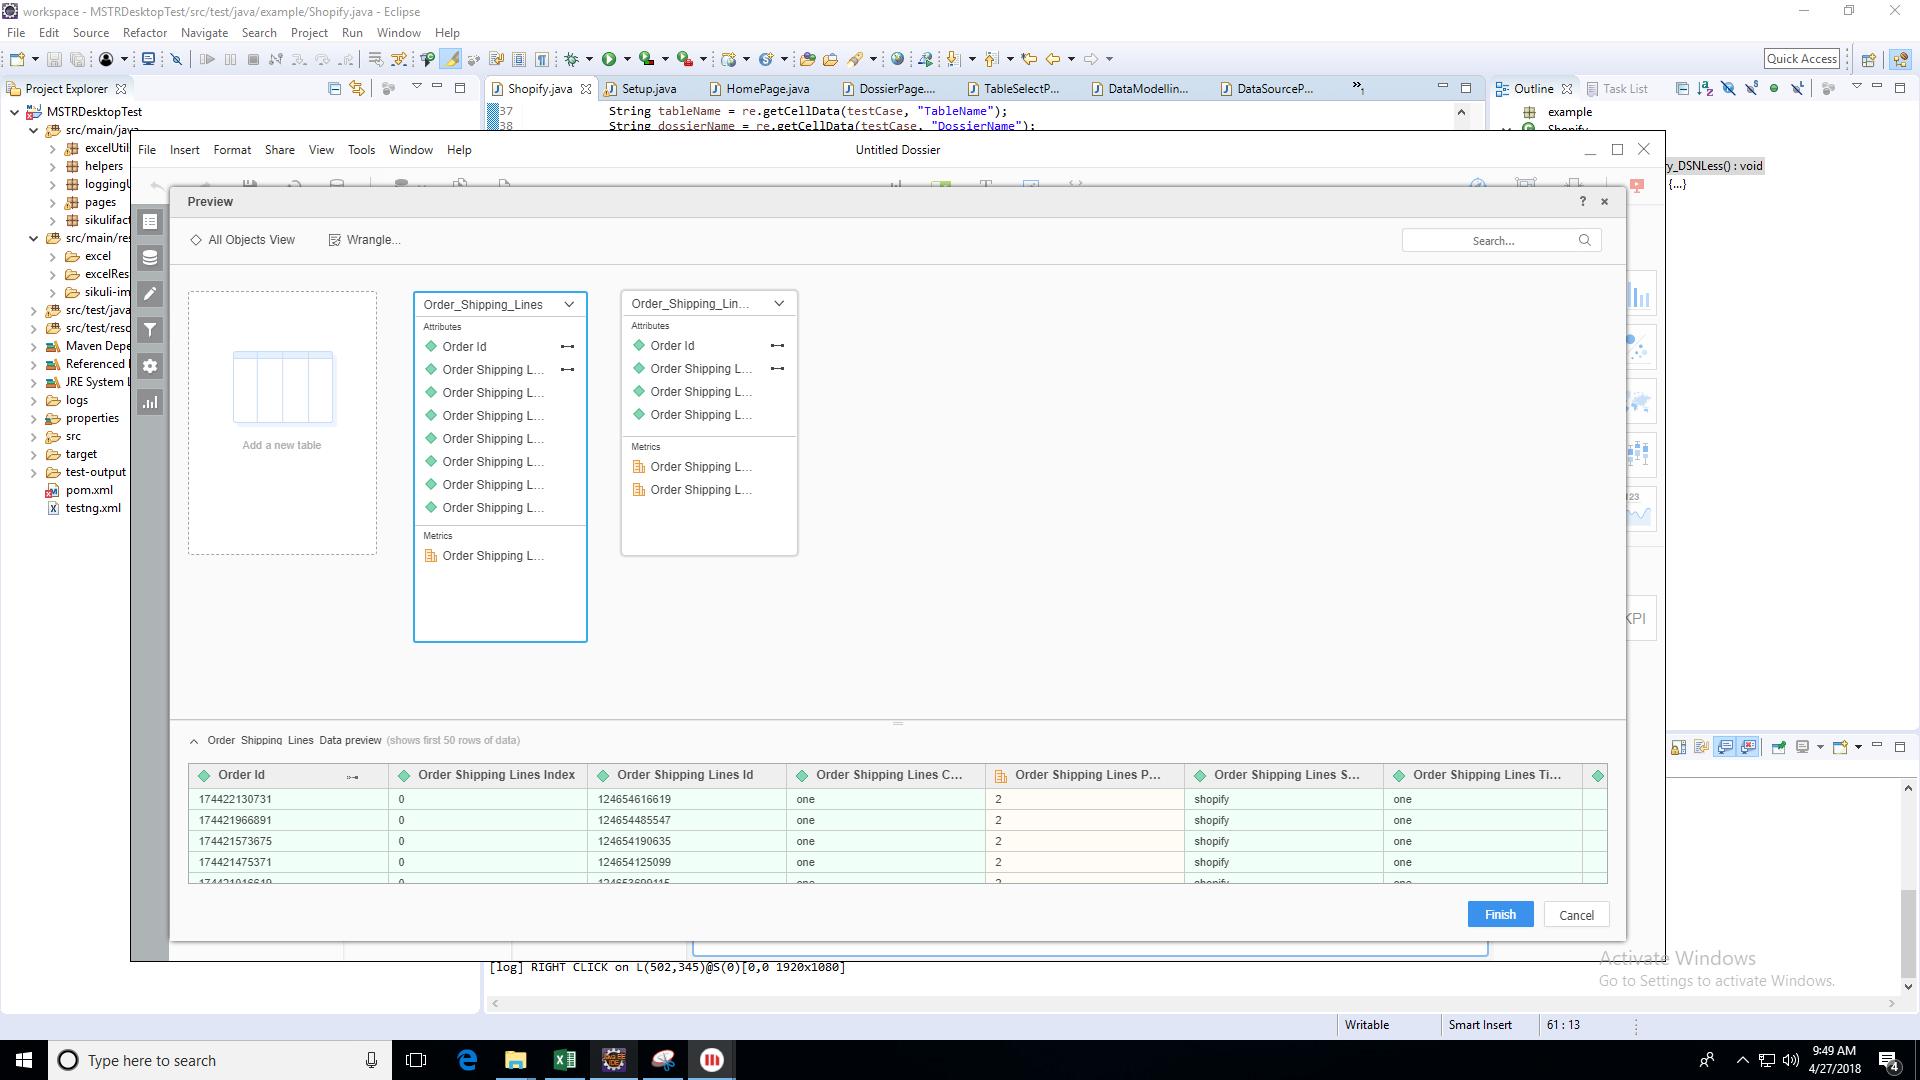 workspace - MSTRDesktopTest/src/test/java/example/Shopify.java - Eclipse
File Edit Source Refactor Navigate Search Project Run Window Help
Quick Access
Project Explorer
Shopify.java Setup.java HomePage.java DossierPage.... TableSelectP... DataModellin... DataSourceP... »1
Outline Task List
MSTRDesktopTest
src/main/java
excelUtil
helpers
pages
sikulifact
src/main/res
excel
excelRes
sikuli-im
src/test/java
src/test/reso
Maven Depe
Referenced
JRE System L
logs
properties
src
target
test-output
pom.xml
testng.xml
37 String tableName = re.getCellData(testCase, "TableName");
38 String dossierName = re.getCellData(testCase, "DossierName");
example
y_DSNLess() : void
{...}
File Insert Format Share View Tools Window Help
Untitled Dossier
Preview
?
All Objects View Wrangle...
Search...
Add a new table
Order_Shipping_Lines
Attributes
Order Id
Order Shipping L...
Order Shipping L...
Order Shipping L...
Order Shipping L...
Order Shipping L...
Order Shipping L...
Order Shipping L...
Metrics
Order Shipping L...
Order_Shipping_Lin...
Attributes
Order Id
Order Shipping L...
Order Shipping L...
Order Shipping L...
Metrics
Order Shipping L...
Order Shipping L...
123
KPI
Order Shipping Lines Data preview (shows first 50 rows of data)
Order Id Order Shipping Lines Index Order Shipping Lines Id Order Shipping Lines C... Order Shipping Lines P... Order Shipping Lines S... Order Shipping Lines Ti...
174422130731 0 124654616619 one 2 shopify one
174421966891 0 124654485547 one 2 shopify one
174421573675 0 124654190635 one 2 shopify one
174421475371 0 124654125099 one 2 shopify one
Finish Cancel
[log] RIGHT CLICK on L(502,345)@S(0)[0,0 1920x1080]
Activate Windows
Go to Settings to activate Windows.
Writable Smart Insert 61 : 13
Type here to search
9:49 AM
4/27/2018
4